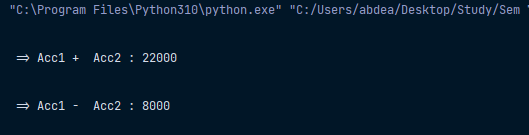 "C:\Program Files\Python310\python.exe" "C:/Users/abdea/Desktop/Study/Sem
=> Acc1 +  Acc2 : 22000
=> Acc1 -  Acc2 : 8000